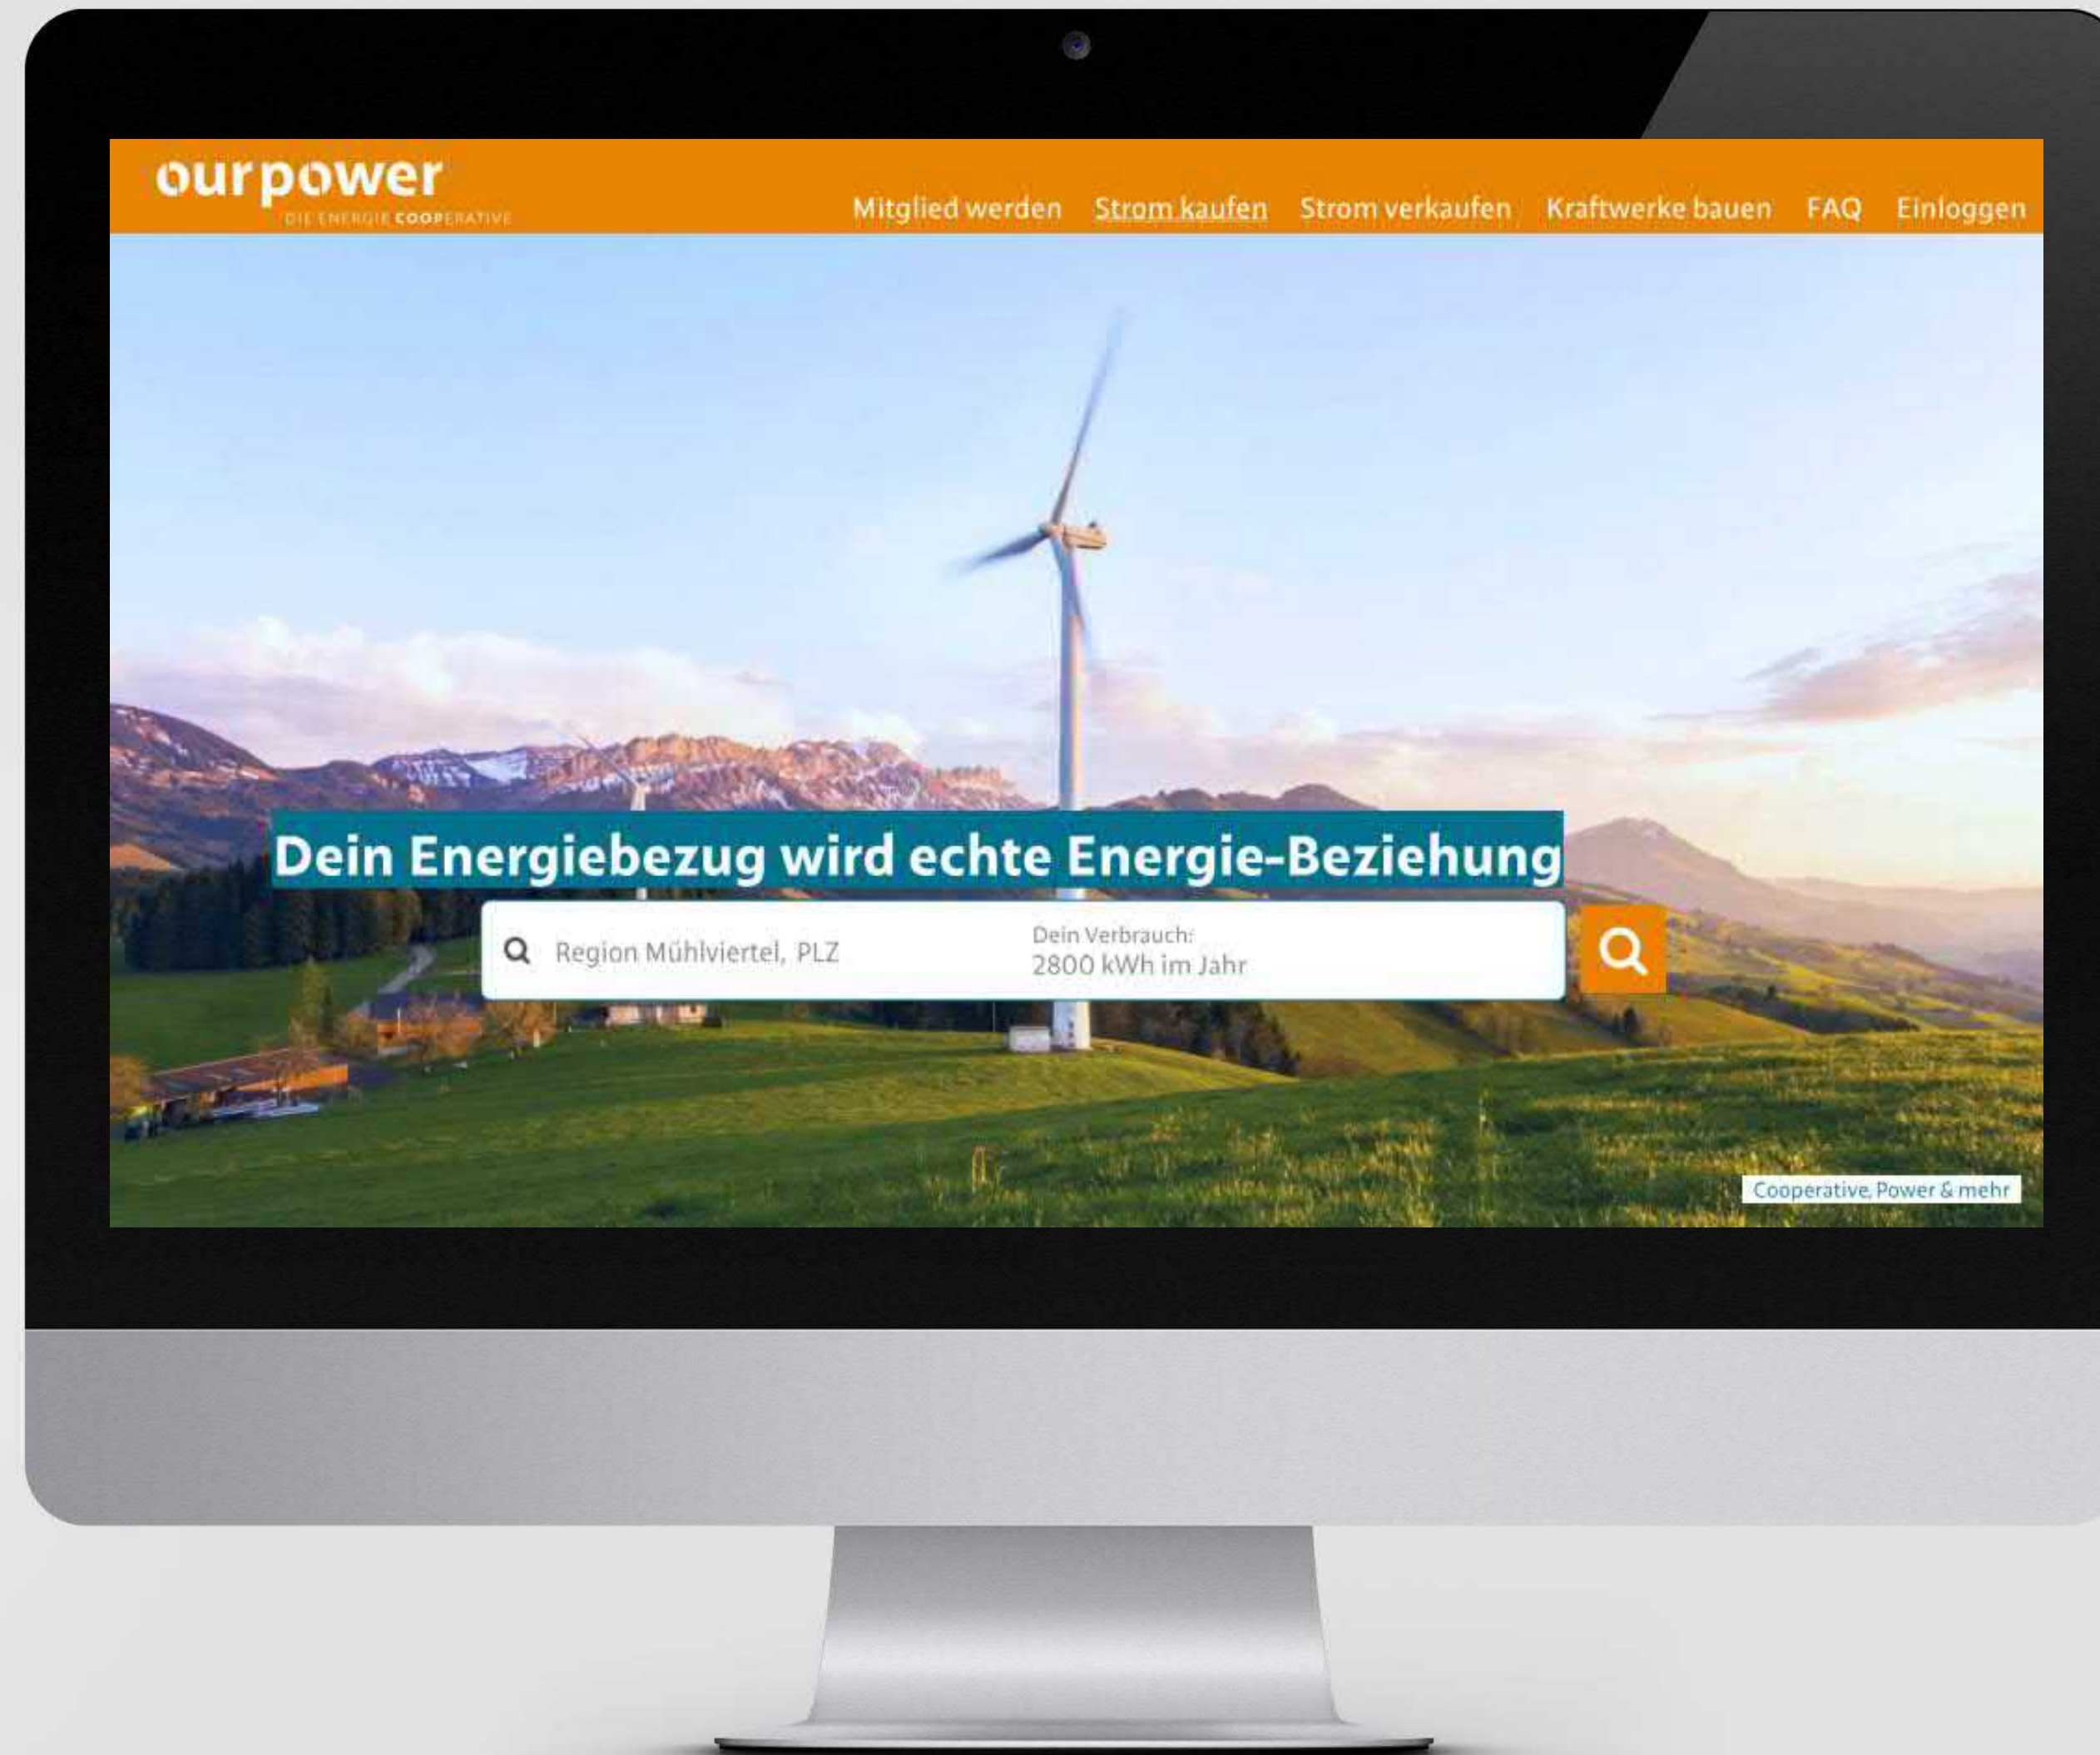 ourpower
DIE ENERGIE COOPERATIVE
Mitglied werden Strom kaufen Strom verkaufen Kraftwerke bauen FAQ Einloggen
Dein Energiebezug wird echte Energie-Beziehung
Region Mühlviertel, PLZ
Dein Verbrauch:
2800 kWh im Jahr
Cooperative, Power & mehr